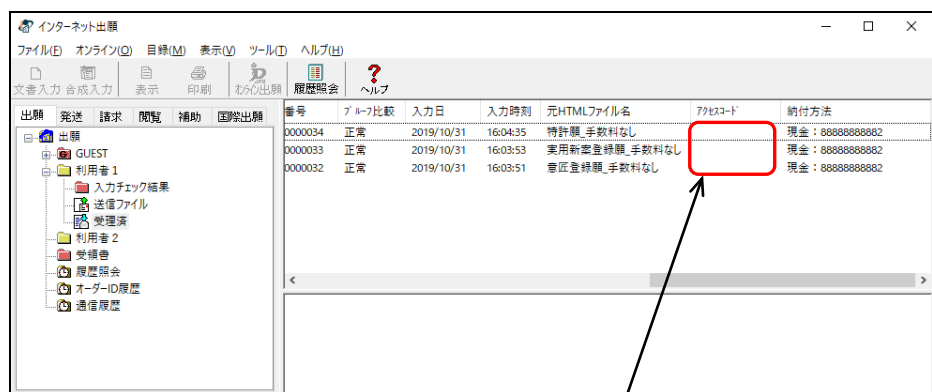 インターネット出願
ファイル(F) オンライン(O) 目録(M) 表示(V) ツール(T) ヘルプ(H)
文書入力 合成入力 表示 印刷 おらいん出願 履歴照会 ヘルプ
出願 発送 請求 閲覧 補助 国際出願
出願
GUEST
利用者1
入力チェック結果
送信ファイル
受理済
利用者2
受領書
履歴照会
オーダーID履歴
通信履歴
番号 プルーフ比較 入力日 入力時刻 元HTMLファイル名 アクセスコード 納付方法
0000034 正常 2019/10/31 16:04:35 特許願_手数料なし 現金:88888888882
0000033 正常 2019/10/31 16:03:53 実用新案登録願_手数料なし 現金:88888888882
0000032 正常 2019/10/31 16:03:51 意匠登録願_手数料なし 現金:88888888882